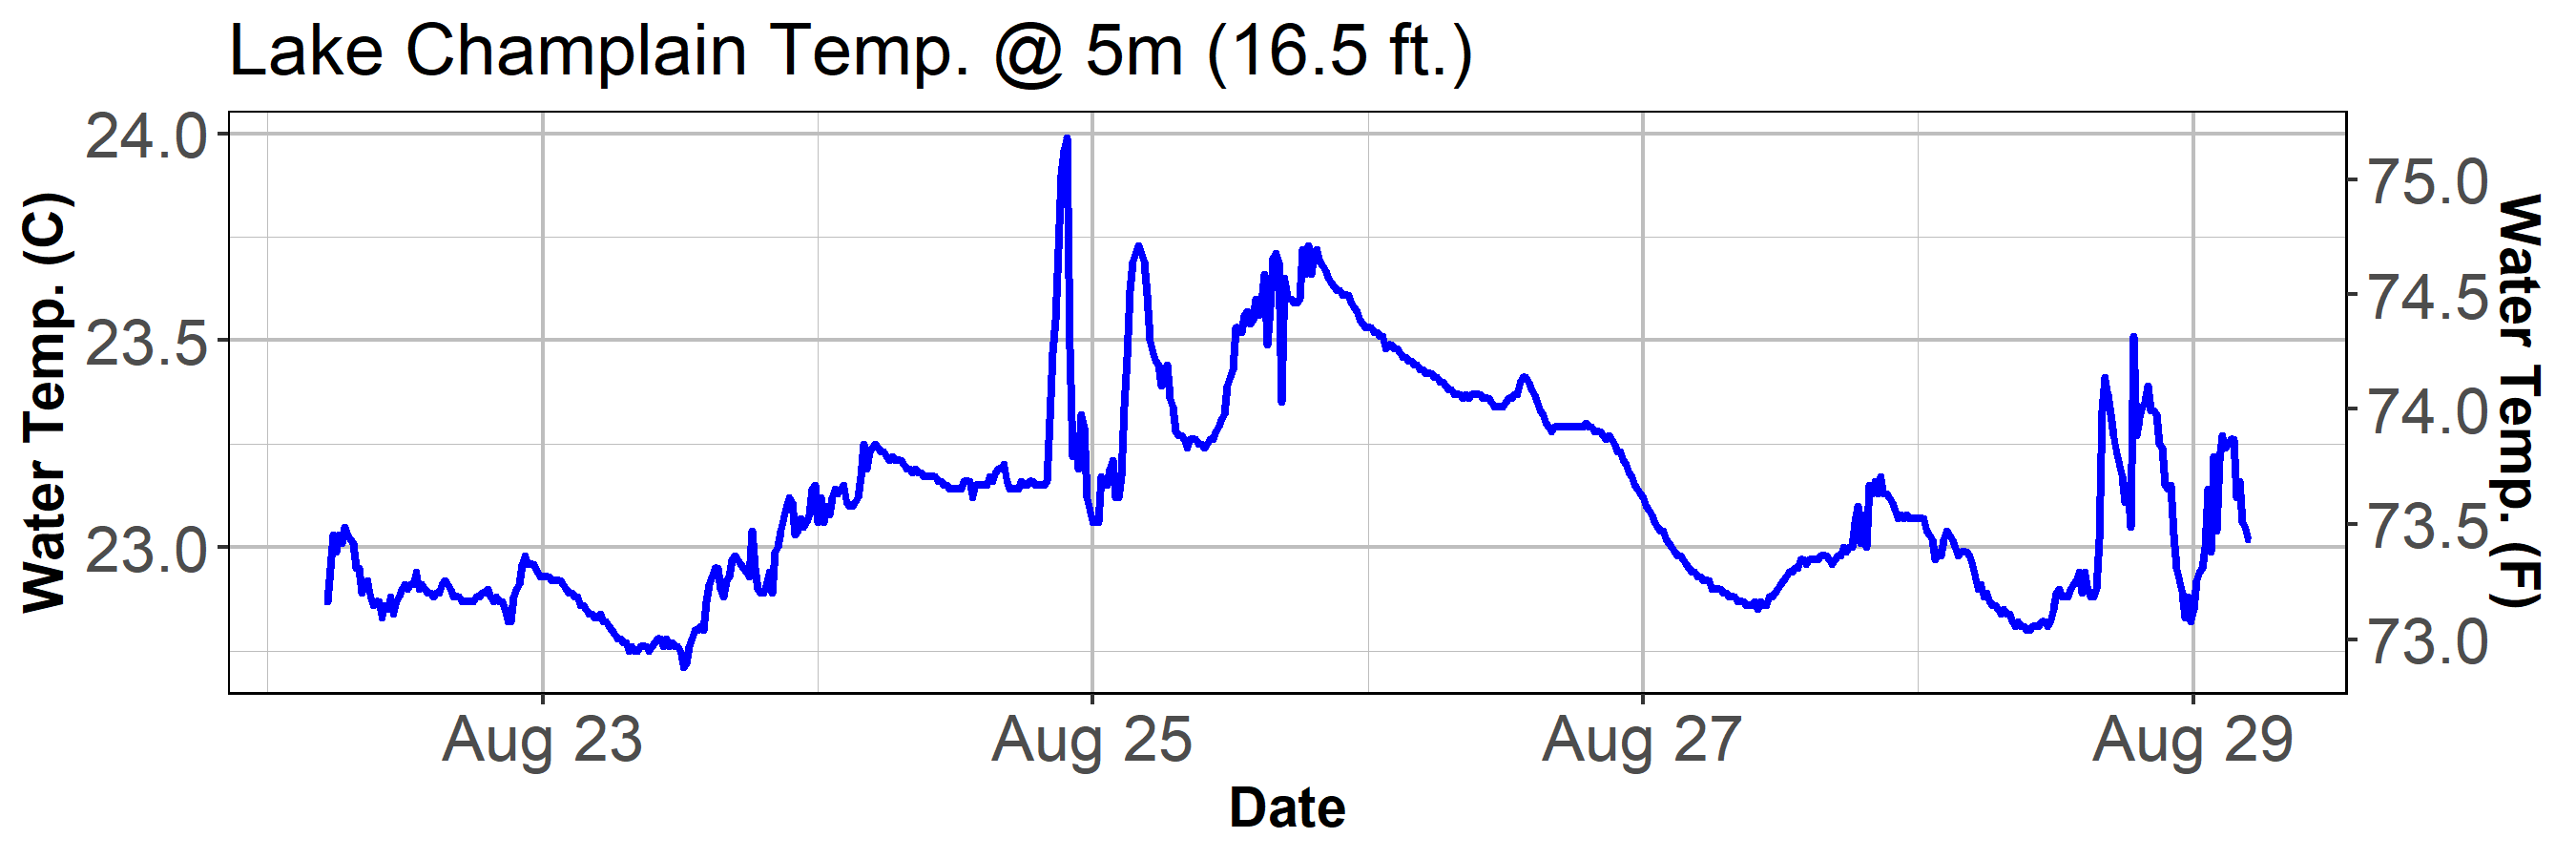 Lake Champlain Temp. @ 5m (16.5 ft.)
Water Temp. (C)
24.0
23.5
23.0
75.0
74.5
74.0
73.5
73.0
Water Temp. (F)
Aug 23 Aug 25 Aug 27 Aug 29
Date